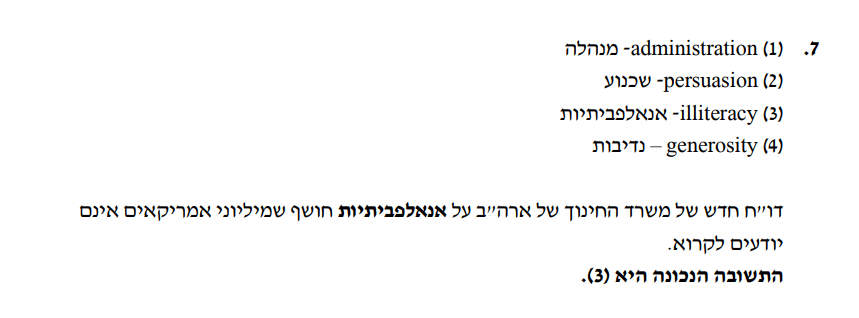 7. (1) administration- מנהלה
(2) persuasion- שכנוע
(3) illiteracy- אנאלפביתיות
(4) generosity – נדיבות
דו״ח חדש של משרד החינוך של ארה״ב על אנאלפביתיות חושף שמיליוני אמריקאים אינם
יודעים לקרוא.
התשובה הנכונה היא (3).